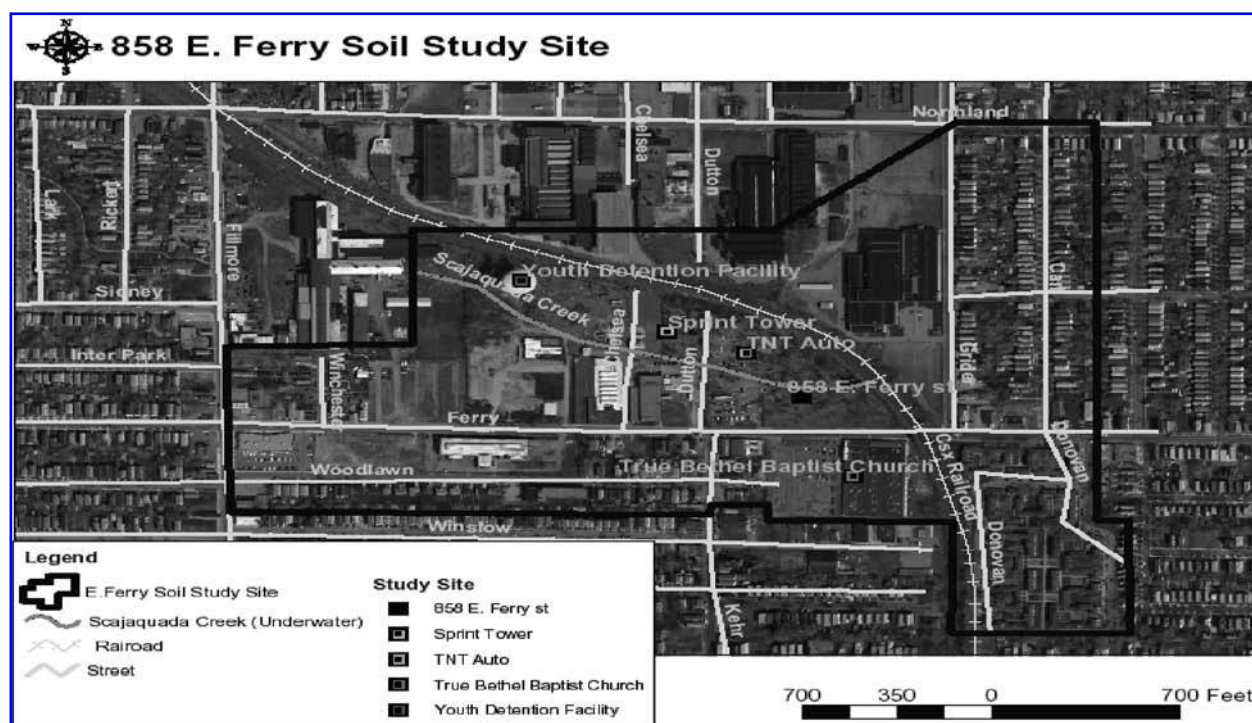 N
W E
S
858 E. Ferry Soil Study Site
Northland
Chelsea
Dutton
Lark
Rickert
Fillmore
Youth Detention Facility
Scajaquada Creek
Sidney
Sprint Tower
Chelsea
TNT Auto
Inter Park
Winchester
Dutton
858 E. Ferry st
Grider
Ferry
Donovan
Csx Railroad
Woodlawn
True Bethel Baptist Church
Winslow
Donovan
Kehr
Legend
E.Ferry Soil Study Site
Scajaquada Creek (Underwater)
Rairoad
Street
Study Site
858 E. Ferry st
Sprint Tower
TNT Auto
True Bethel Baptist Church
Youth Detention Facility
700 350 0 700 Feet